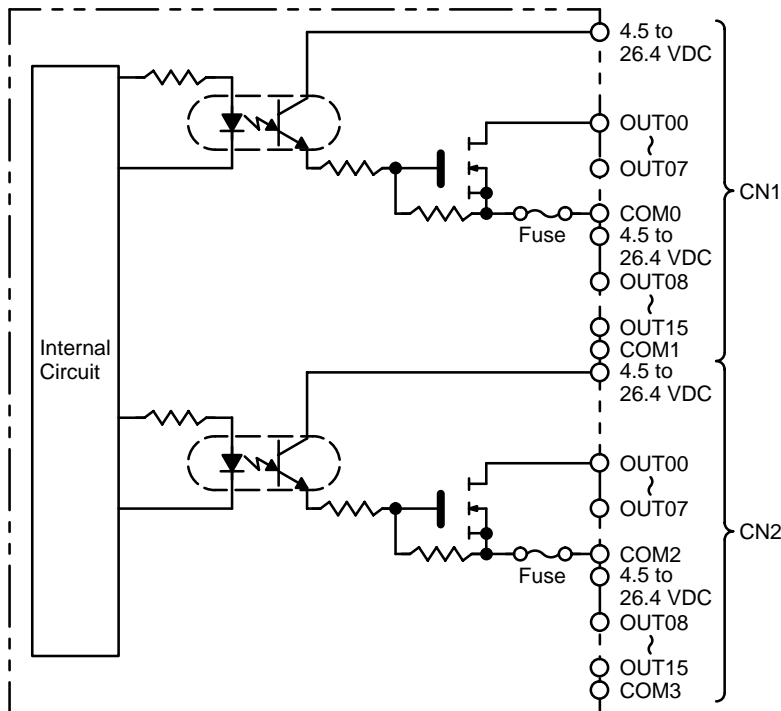 4.5 to
26.4 VDC
OUT00
~
OUT07
CN1
COM0
Fuse
4.5 to
26.4 VDC
OUT08
~
OUT15
Internal
Circuit
COM1
4.5 to
26.4 VDC
OUT00
~
OUT07
CN2
COM2
Fuse
4.5 to
26.4 VDC
OUT08
~
OUT15
COM3